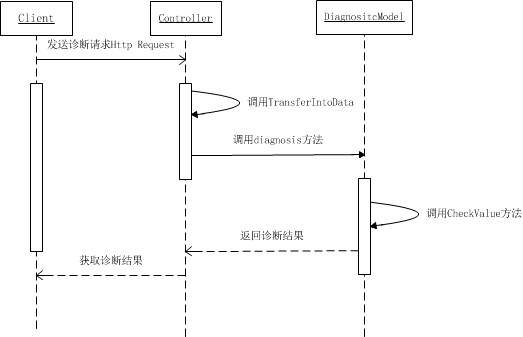 Client
Controller
DiagnositcModel
发送诊断请求Http Request
调用TransferIntoData
调用diagnosis方法
调用CheckValue方法
返回诊断结果
获取诊断结果